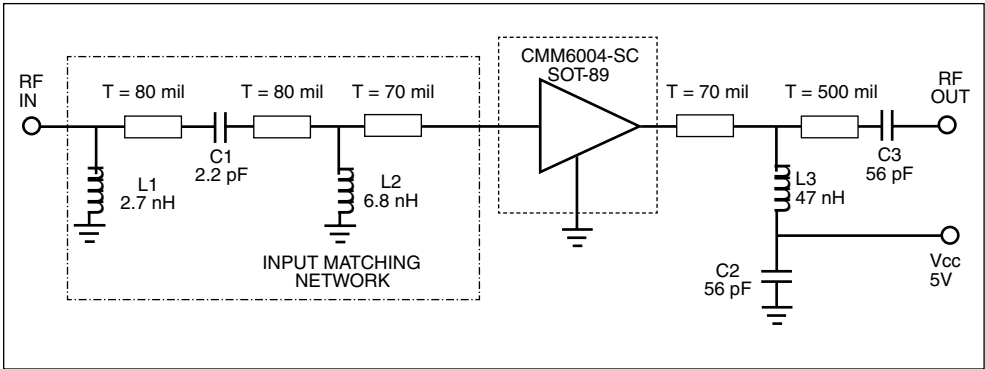 RF
IN
T = 80 mil
T = 80 mil
T = 70 mil
C1
2.2 pF
L1
2.7 nH
L2
6.8 nH
INPUT MATCHING
NETWORK
CMM6004-SC
SOT-89
T = 70 mil
T = 500 mil
RF
OUT
C3
56 pF
L3
47 nH
C2
56 pF
Vcc
5V